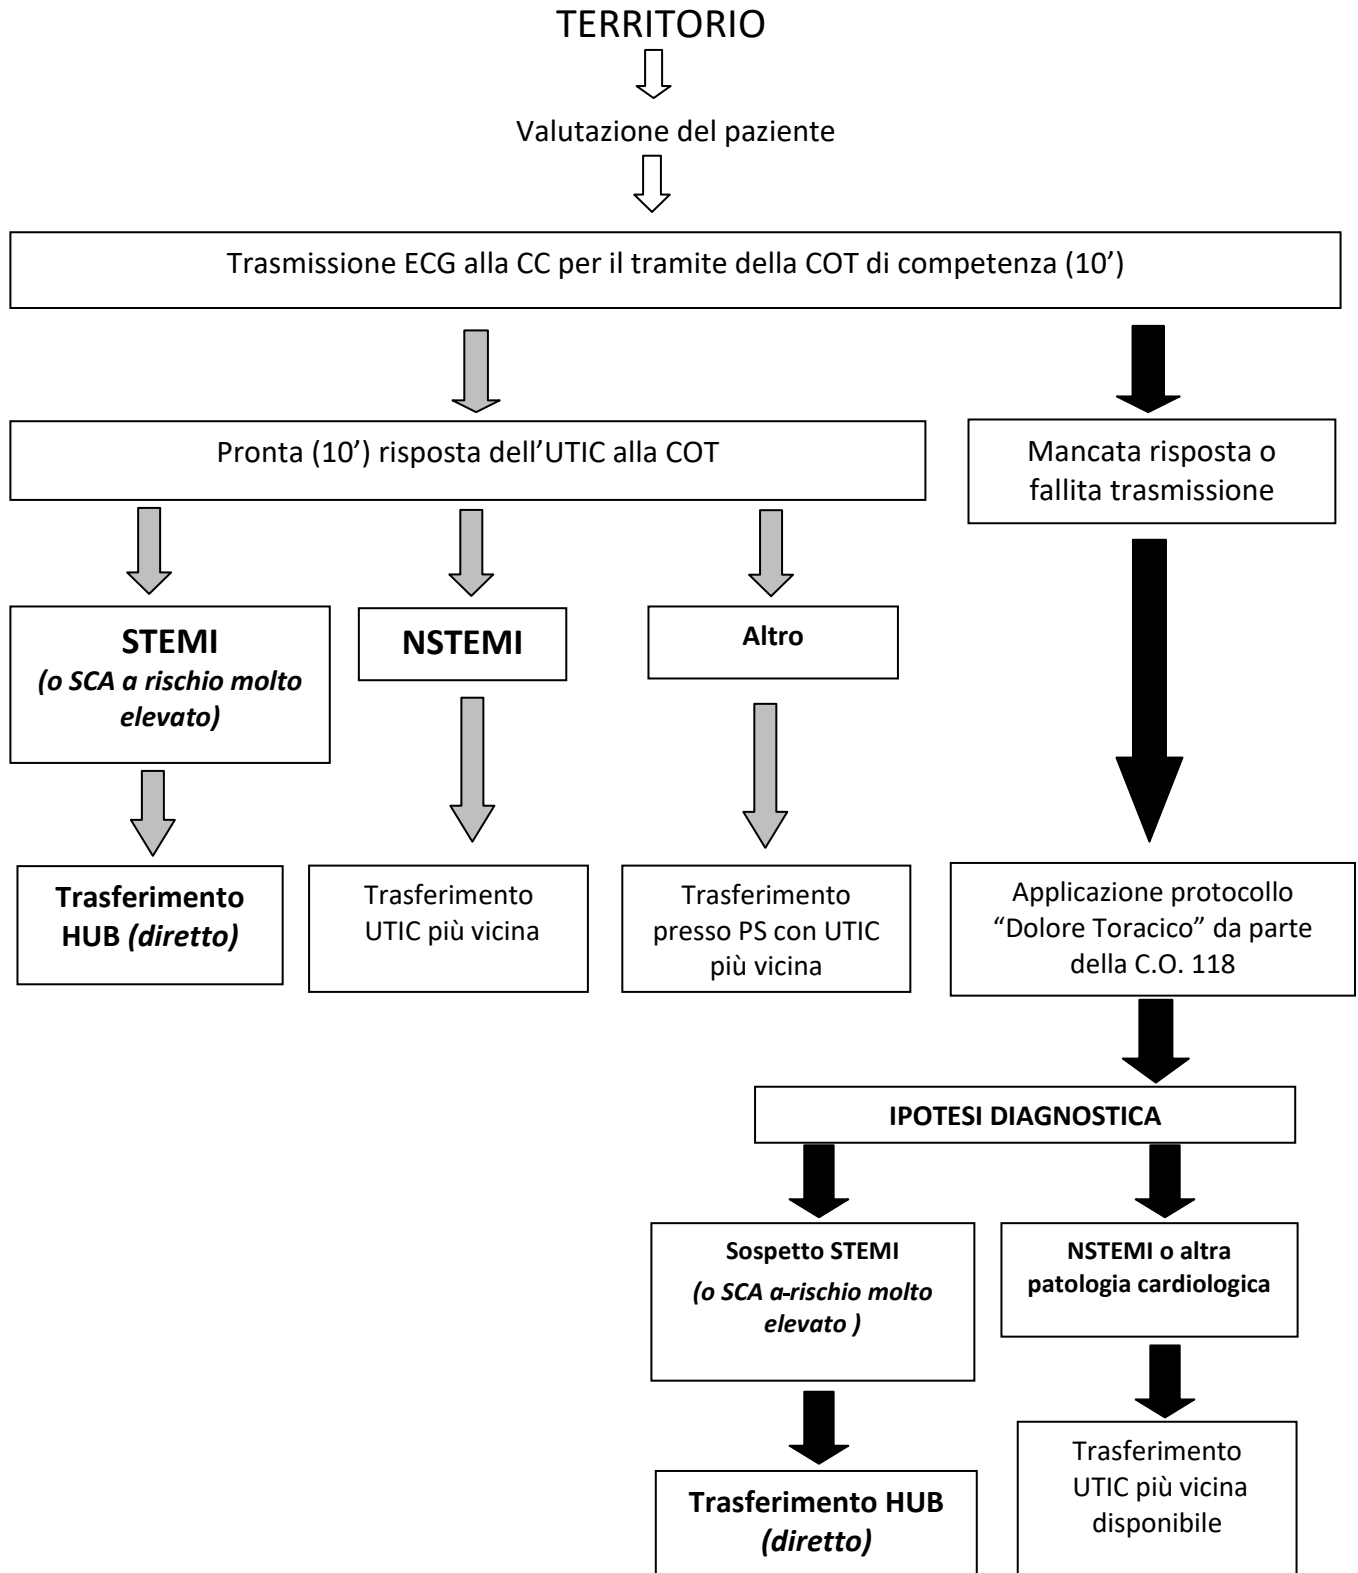 TERRITORIO
Valutazione del paziente
Trasmissione ECG alla CC per il tramite della COT di competenza (10’)
Pronta (10’) risposta dell’UTIC alla COT
Mancata risposta o
fallita trasmissione
STEMI
(o SCA a rischio molto
elevato)
NSTEMI
Altro
Trasferimento
HUB (diretto)
Trasferimento
UTIC più vicina
Trasferimento
presso PS con UTIC
più vicina
Applicazione protocollo
“Dolore Toracico” da parte
della C.O. 118
IPOTESI DIAGNOSTICA
Sospetto STEMI
(o SCA a-rischio molto
elevato )
NSTEMI o altra
patologia cardiologica
Trasferimento HUB
(diretto)
Trasferimento
UTIC più vicina
disponibile